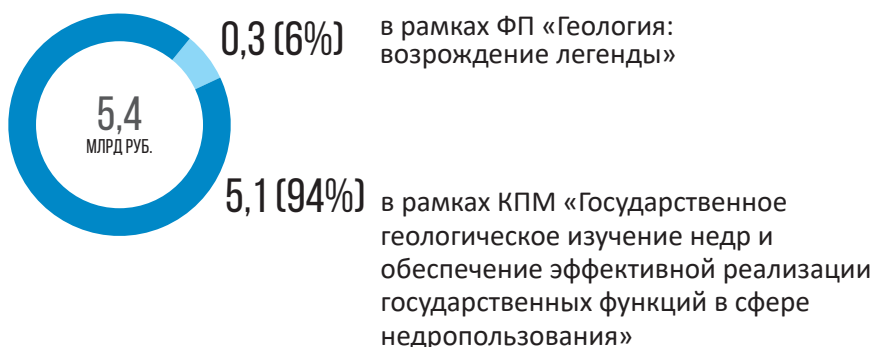 5,4
МЛРД РУБ.
0,3 (6%)
в рамках ФП «Геология:
возрождение легенды»
5,1 (94%)
в рамках КПМ «Государственное
геологическое изучение недр и
обеспечение эффективной реализации
государственных функций в сфере
недропользования»